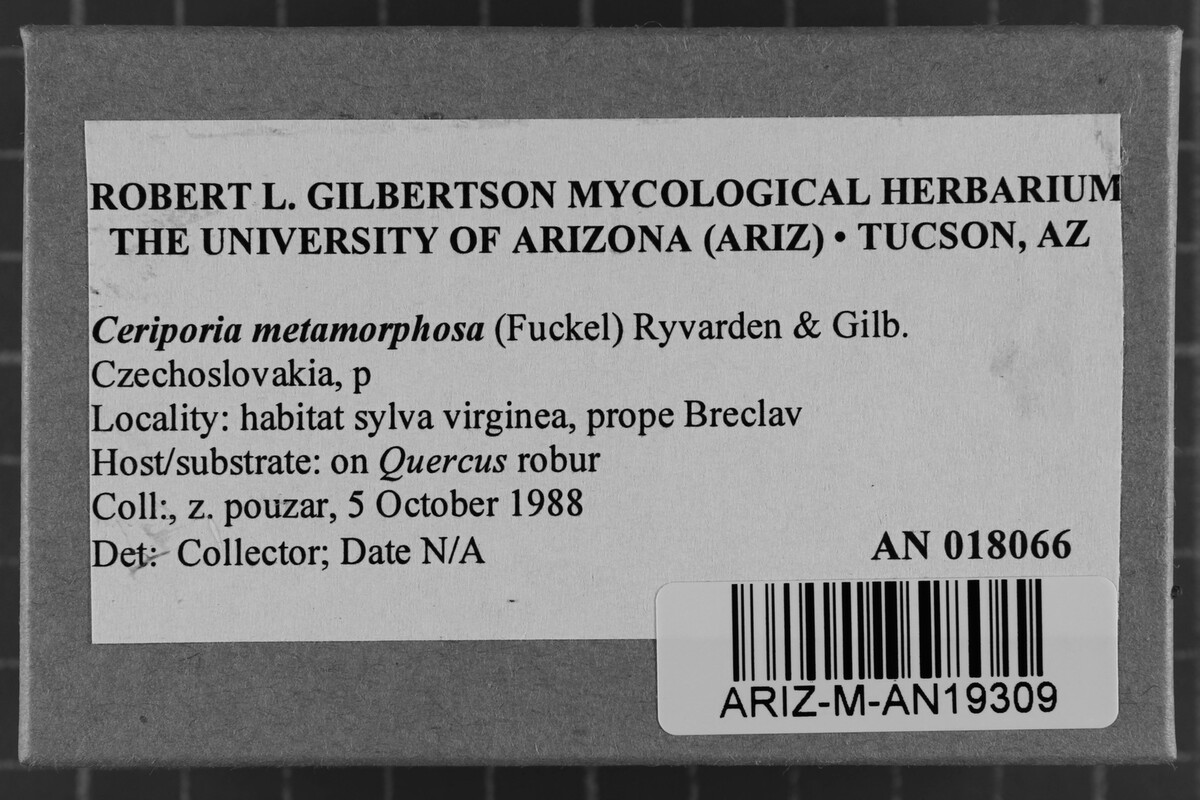 ROBERT L. GILBERTSON MYCOLOGICAL HERBARIUM
THE UNIVERSITY OF ARIZONA (ARIZ) • TUCSON, AZ
Ceriporia metamorphosa (Fuckel) Ryvarden & Gilb.
Czechoslovakia, p
Locality: habitat sylva virginea, prope Breclav
Host/substrate: on Quercus robur
Coll:, z. pouzar, 5 October 1988
Det: Collector; Date N/A
AN 018066
ARIZ-M-AN19309